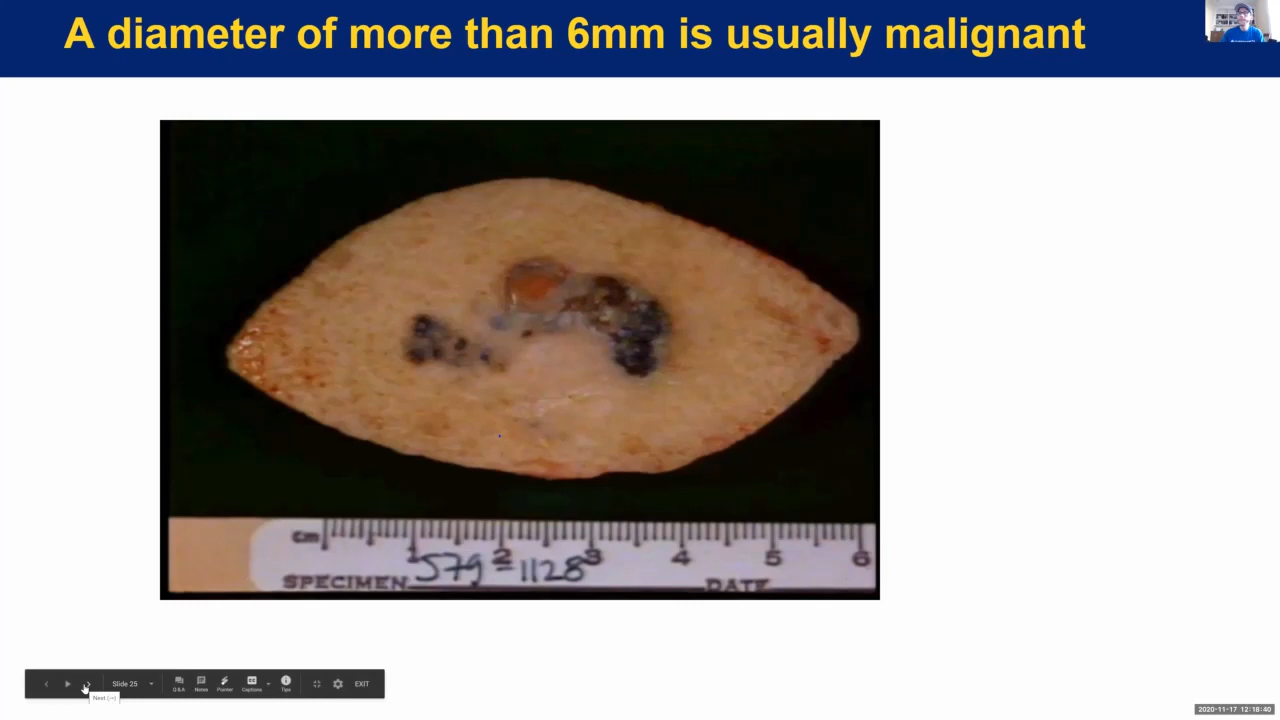 A diameter of more than 6mm is usually malignant
cm 1 2 3 4 5 6
579-1128
SPECIMEN DATE
Slide 25
Q&A Notes Pointer Captions Tips EXIT
Next (→)
2020-11-17 12:18:40